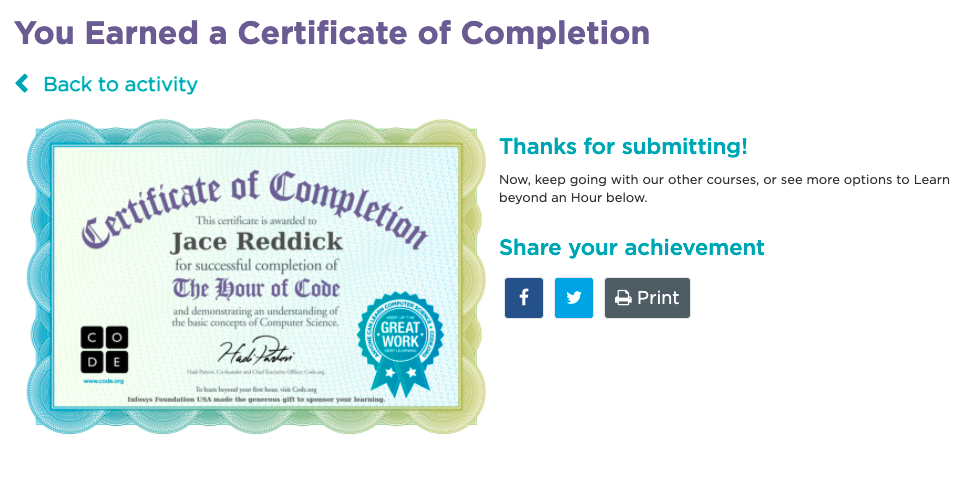 You Earned a Certificate of Completion
Back to activity
Certificate of Completion
This certificate is awarded to
Jace Reddick
for successful completion of
The Hour of Code
and demonstrating an understanding of
the basic concepts of Computer Science.
C O
D E
www.code.org
Hadi Partovi, Co-founder and Chief Executive Officer, Code.org
To learn beyond your first hour, visit Code.org
Infosys Foundation USA made the generous gift to sponsor your learning.
ANYONE CAN LEARN COMPUTER SCIENCE
CODE.ORG
KEEP UP THE
GREAT
WORK
KEEP LEARNING
Thanks for submitting!
Now, keep going with our other courses, or see more options to Learn
beyond an Hour below.
Share your achievement
f
Print